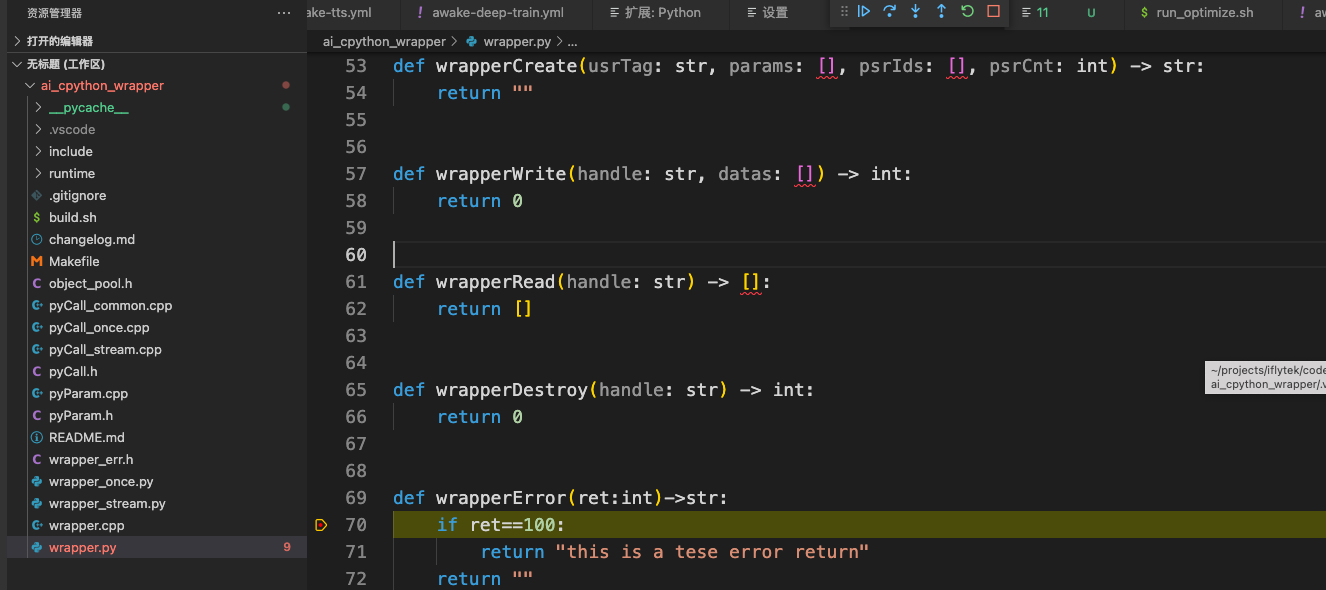 资源管理器 ···
打开的编辑器
无标题 (工作区)
ai_cpython_wrapper
__pycache__
.vscode
include
runtime
.gitignore
$ build.sh
changelog.md
Makefile
object_pool.h
pyCall_common.cpp
pyCall_once.cpp
pyCall_stream.cpp
pyCall.h
pyParam.cpp
pyParam.h
README.md
wrapper_err.h
wrapper_once.py
wrapper_stream.py
wrapper.cpp
wrapper.py 9
ake-tts.yml ! awake-deep-train.yml 扩展: Python 设置 11 U $ run_optimize.sh ! aw
ai_cpython_wrapper > wrapper.py > ...
53 def wrapperCreate(usrTag: str, params: [], psrIds: [], psrCnt: int) -> str:
54 return ""
55
56
57 def wrapperWrite(handle: str, datas: []) -> int:
58 return 0
59
60
61 def wrapperRead(handle: str) -> []:
62 return []
63
64
65 def wrapperDestroy(handle: str) -> int:
66 return 0
67
68
69 def wrapperError(ret:int)->str:
70 if ret==100:
71 return "this is a tese error return"
72 return ""
~/projects/iflytek/code
ai_cpython_wrapper/.v